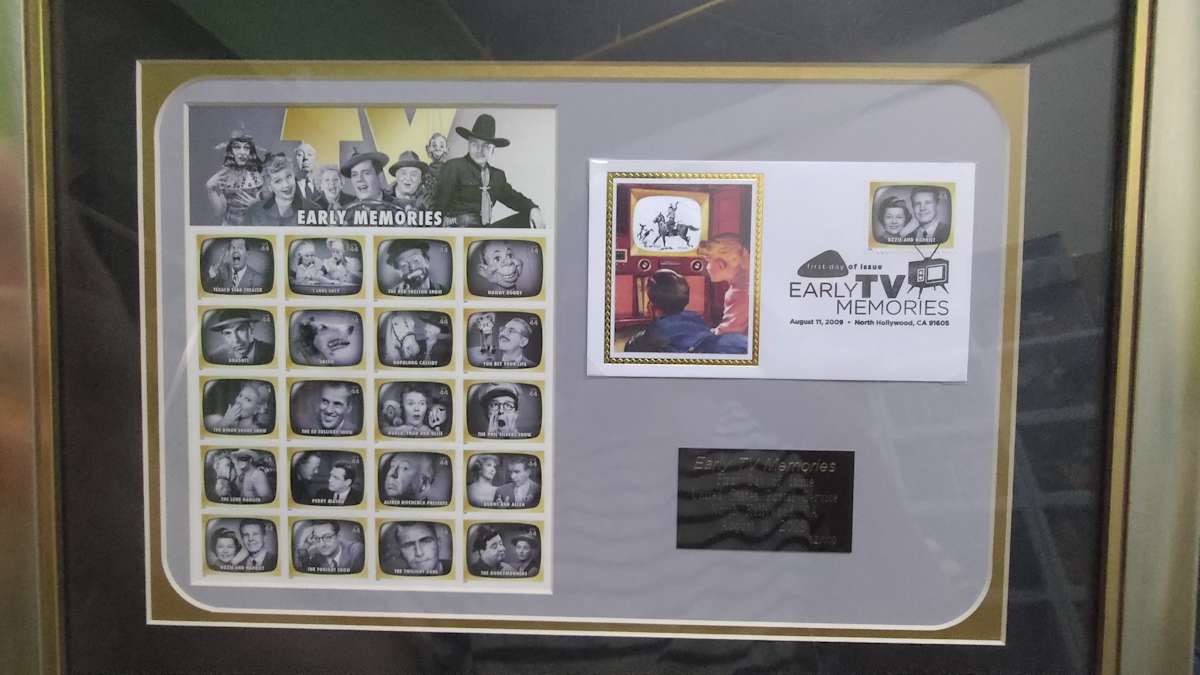 TV
EARLY MEMORIES
44
TEXACO STAR THEATER
I LOVE LUCY
THE RED SKELTON SHOW
HOWDY DOODY
DRAGNET
LASSIE
HOPALONG CASSIDY
YOU BET YOUR LIFE
THE DINAH SHORE SHOW
THE ED SULLIVAN SHOW
KUKLA, FRAN AND OLLIE
THE PHIL SILVERS SHOW
THE LONE RANGER
PERRY MASON
ALFRED HITCHCOCK PRESENTS
BURNS AND ALLEN
OZZIE AND HARRIET
THE TONIGHT SHOW
THE TWILIGHT ZONE
THE HONEYMOONERS
OZZIE AND HARRIET
first day of issue
EARLY TV
MEMORIES
August 11, 2009 • North Hollywood, CA 91605
Early TV Memories